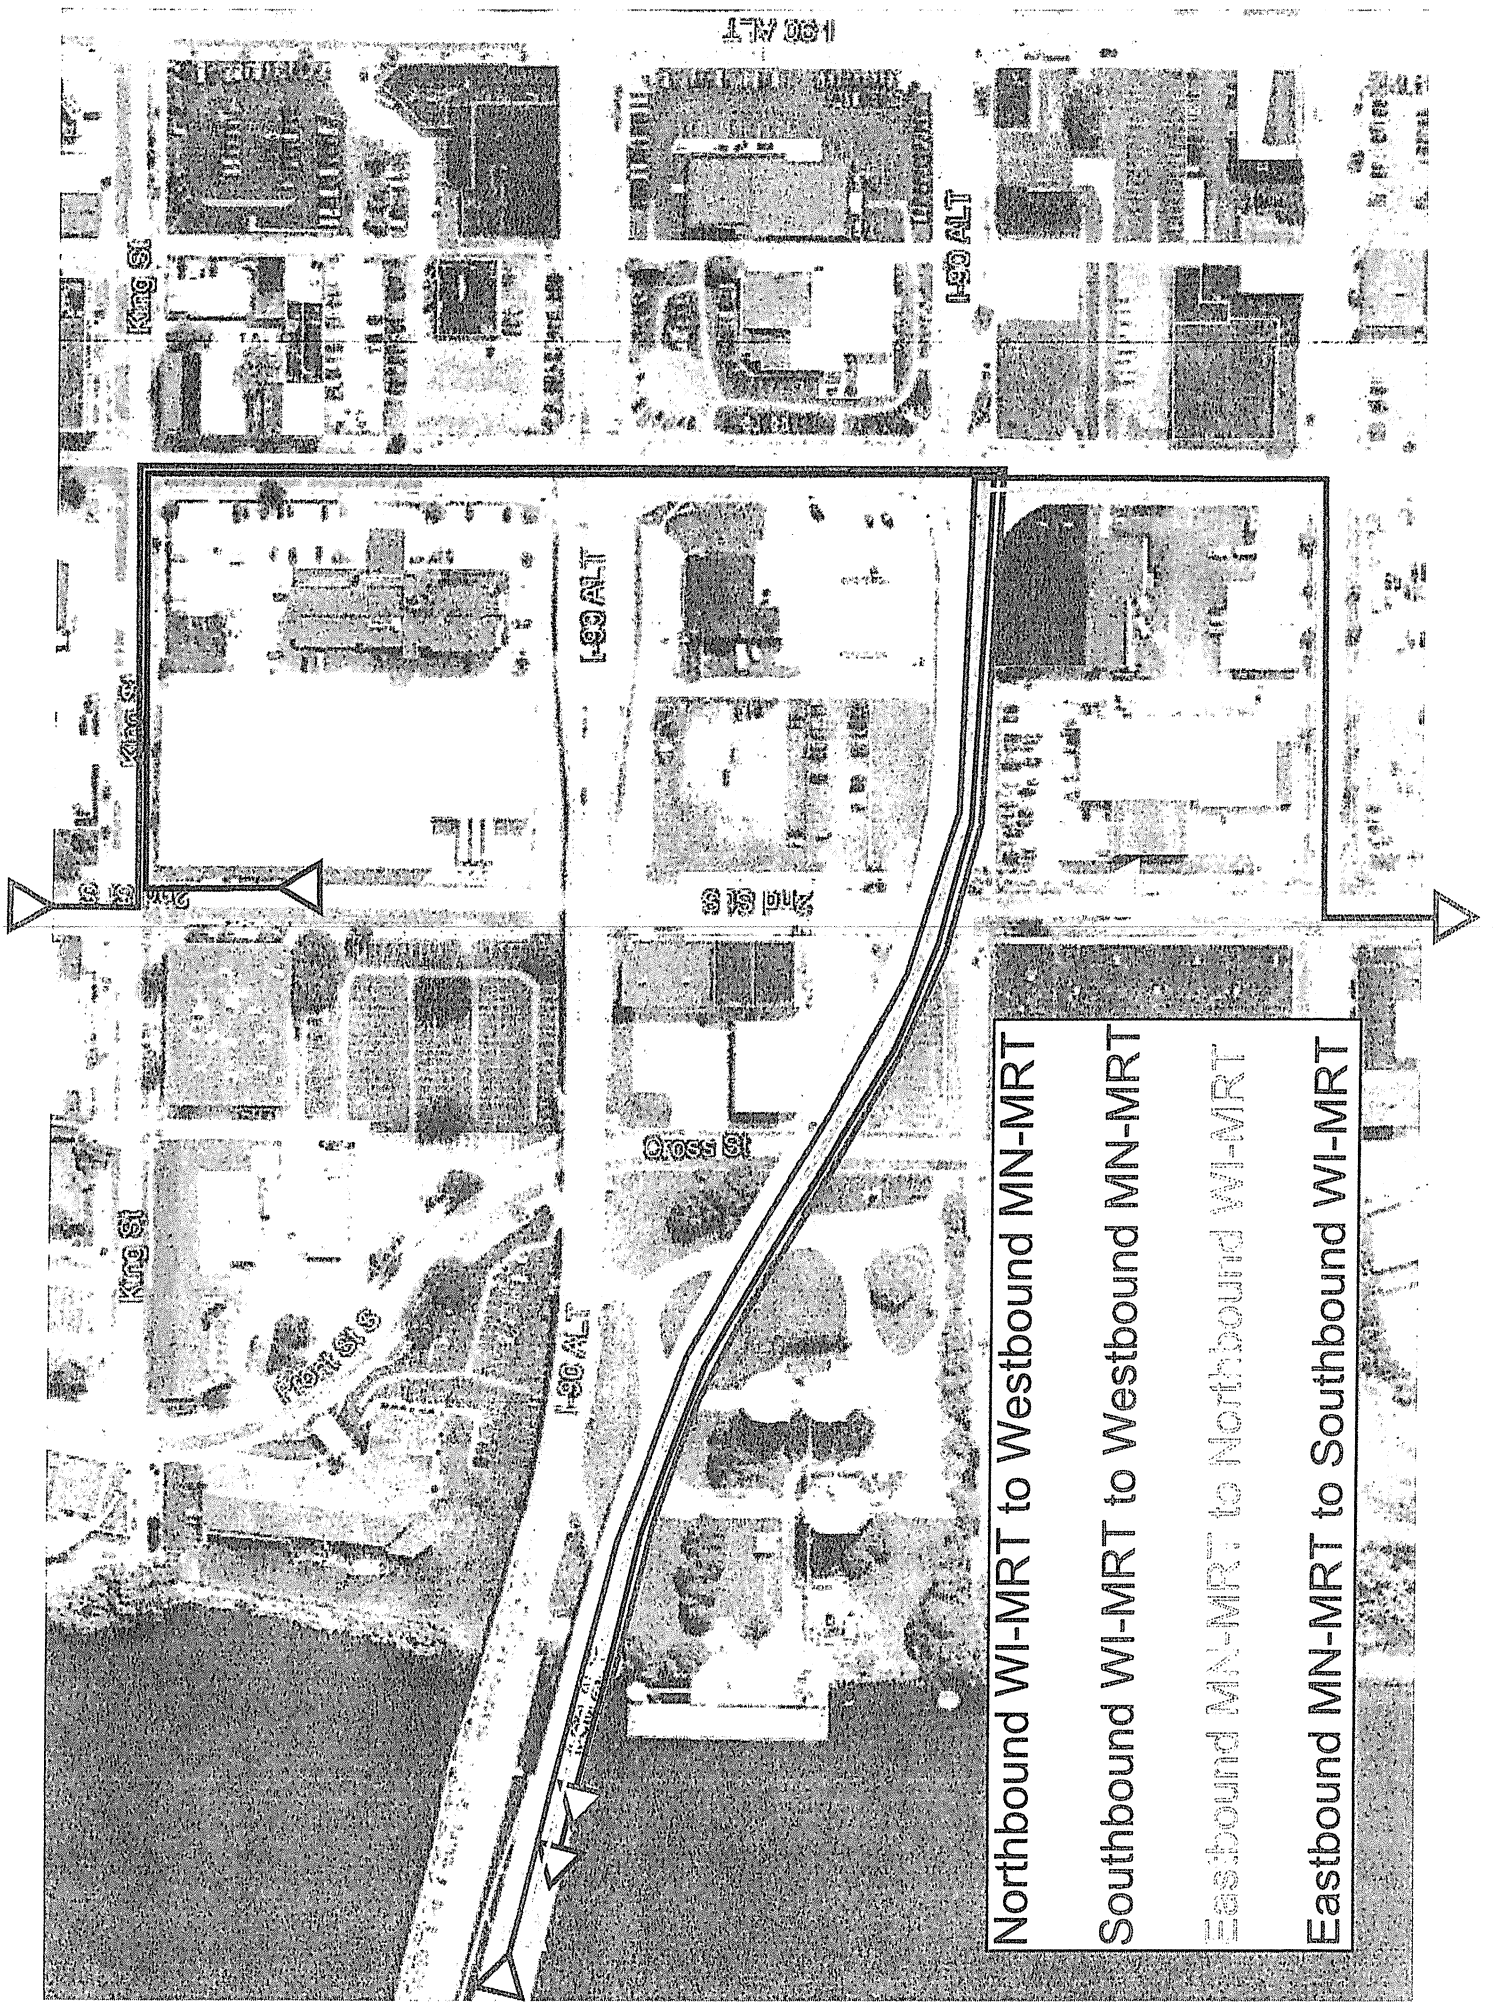 I-90 ALT
King St
I-90 ALT
King St
I-90 ALT
2nd St S
Cross St
King St
Front St S
I-90 ALT
Northbound WI-MRT to Westbound MN-MRT
Southbound WI-MRT to Westbound MN-MRT
Eastbound MN-MRT to Northbound WI-MRT
Eastbound MN-MRT to Southbound WI-MRT